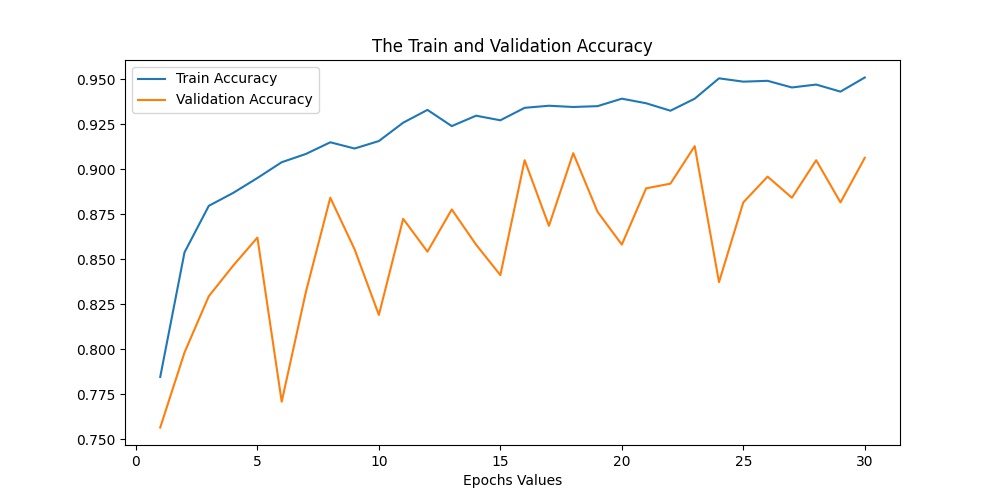 The Train and Validation Accuracy
Train Accuracy
Validation Accuracy
0.950
0.925
0.900
0.875
0.850
0.825
0.800
0.775
0.750
0 5 10 15 20 25 30
Epochs Values